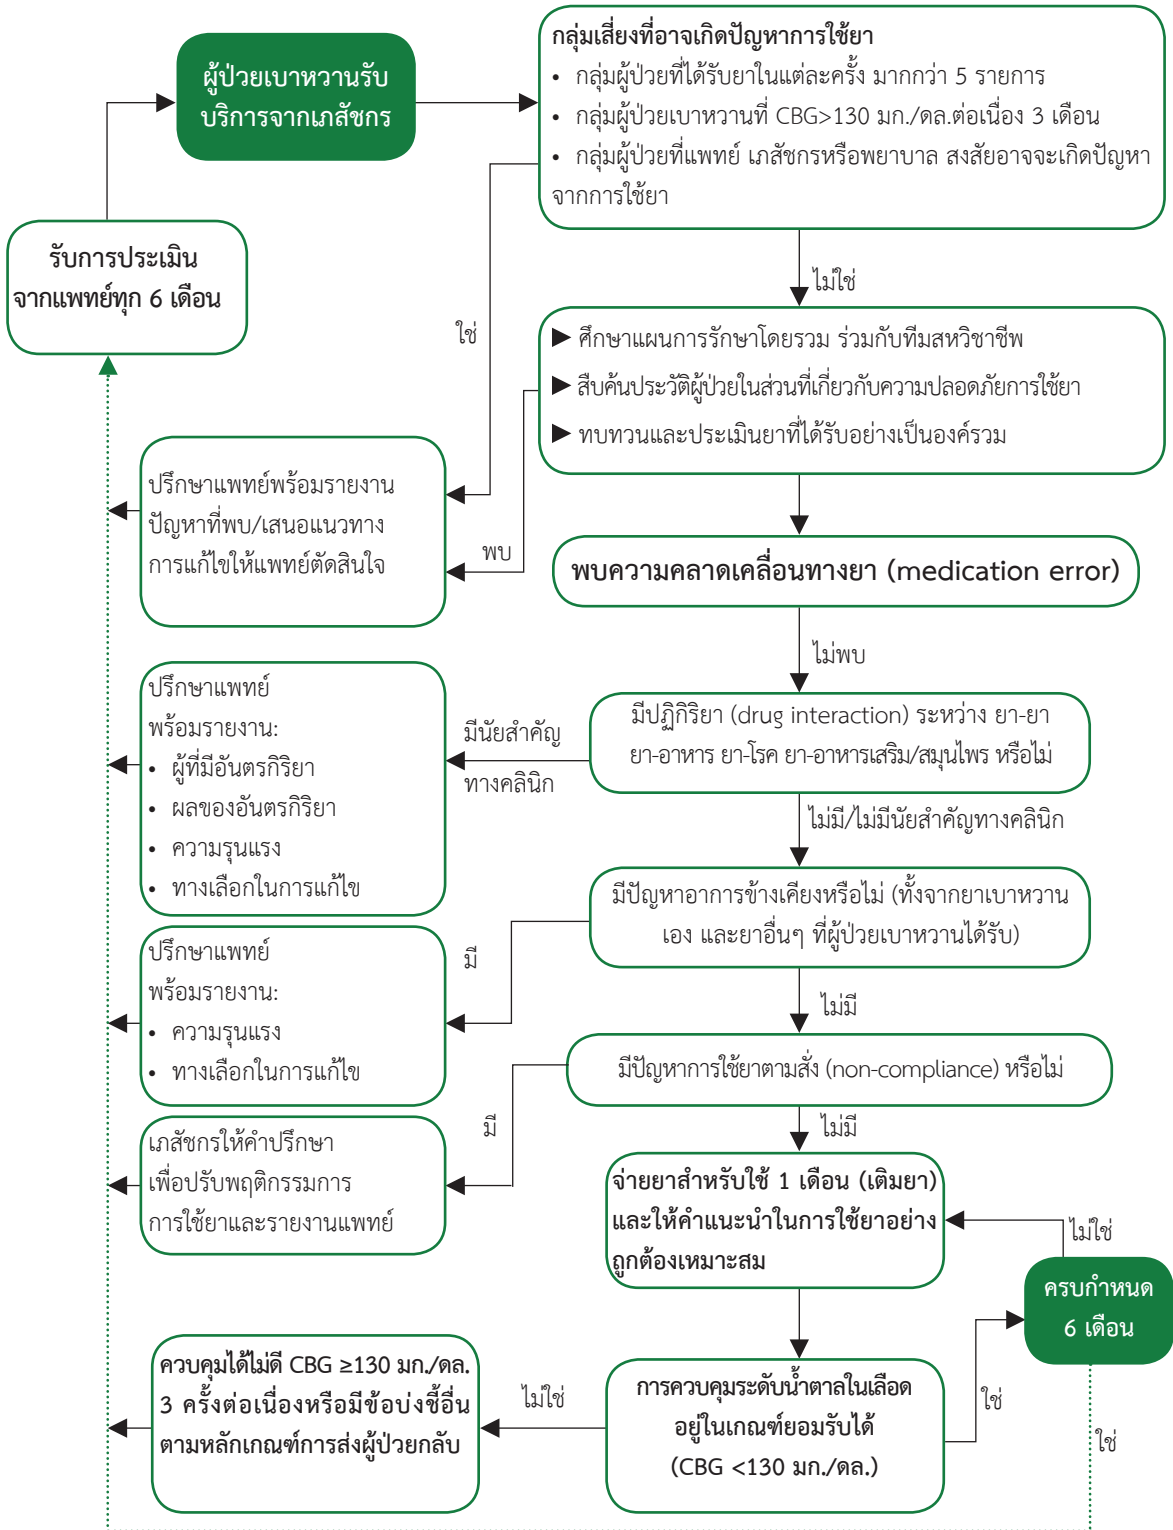 ผู้ป่วยเบาหวานรับ
บริการจากเภสัชกร
กลุ่มเสี่ยงที่อาจเกิดปัญหาการใช้ยา
• กลุ่มผู้ป่วยที่ได้รับยาในแต่ละครั้ง มากกว่า 5 รายการ
• กลุ่มผู้ป่วยเบาหวานที่ CBG>130 มก./ดล.ต่อเนื่อง 3 เดือน
• กลุ่มผู้ป่วยที่แพทย์ เภสัชกรหรือพยาบาล สงสัยอาจจะเกิดปัญหา
จากการใช้ยา
รับการประเมิน
จากแพทย์ทุก 6 เดือน
ใช่
ไม่ใช่
▶ ศึกษาแผนการรักษาโดยรวม ร่วมกับทีมสหวิชาชีพ
▶ สืบค้นประวัติผู้ป่วยในส่วนที่เกี่ยวกับความปลอดภัยการใช้ยา
▶ ทบทวนและประเมินยาที่ได้รับอย่างเป็นองค์รวม
ปรึกษาแพทย์พร้อมรายงาน
ปัญหาที่พบ/เสนอแนวทาง
การแก้ไขให้แพทย์ตัดสินใจ
พบ
พบความคลาดเคลื่อนทางยา (medication error)
ไม่พบ
ปรึกษาแพทย์
พร้อมรายงาน:
• ผู้ที่มีอันตรกิริยา
• ผลของอันตรกิริยา
• ความรุนแรง
• ทางเลือกในการแก้ไข
มีนัยสำคัญ
ทางคลินิก
มีปฏิกิริยา (drug interaction) ระหว่าง ยา-ยา
ยา-อาหาร ยา-โรค ยา-อาหารเสริม/สมุนไพร หรือไม่
ไม่มี/ไม่มีนัยสำคัญทางคลินิก
มีปัญหาอาการข้างเคียงหรือไม่ (ทั้งจากยาเบาหวาน
เอง และยาอื่นๆ ที่ผู้ป่วยเบาหวานได้รับ)
ปรึกษาแพทย์
พร้อมรายงาน:
• ความรุนแรง
• ทางเลือกในการแก้ไข
มี
ไม่มี
มีปัญหาการใช้ยาตามสั่ง (non-compliance) หรือไม่
มี
ไม่มี
เภสัชกรให้คำปรึกษา
เพื่อปรับพฤติกรรมการ
การใช้ยาและรายงานแพทย์
จ่ายยาสำหรับใช้ 1 เดือน (เติมยา)
และให้คำแนะนำในการใช้ยาอย่าง
ถูกต้องเหมาะสม
ไม่ใช่
ครบกำหนด
6 เดือน
ควบคุมได้ไม่ดี CBG ≥130 มก./ดล.
3 ครั้งต่อเนื่องหรือมีข้อบ่งชี้อื่น
ตามหลักเกณฑ์การส่งผู้ป่วยกลับ
ไม่ใช่
การควบคุมระดับน้ำตาลในเลือด
อยู่ในเกณฑ์ยอมรับได้
(CBG <130 มก./ดล.)
ใช่
ใช่